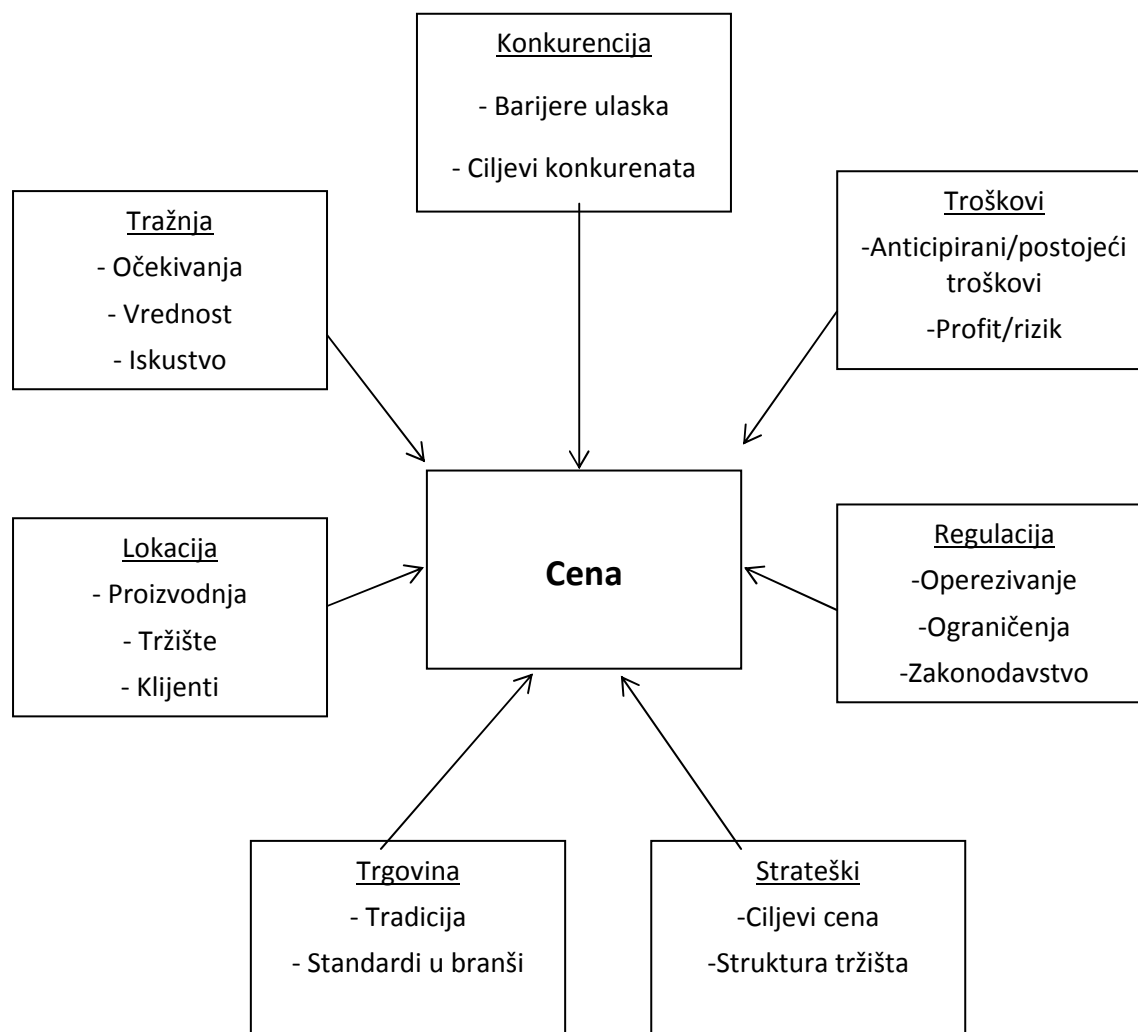 Konkurencija
- Barijere ulaska
- Ciljevi konkurenata
Tražnja
- Očekivanja
- Vrednost
- Iskustvo
Troškovi
-Anticipirani/postojeći
troškovi
-Profit/rizik
Lokacija
- Proizvodnja
- Tržište
- Klijenti
Cena
Regulacija
-Operezivanje
-Ograničenja
-Zakonodavstvo
Trgovina
- Tradicija
- Standardi u branši
Strateški
-Ciljevi cena
-Struktura tržišta